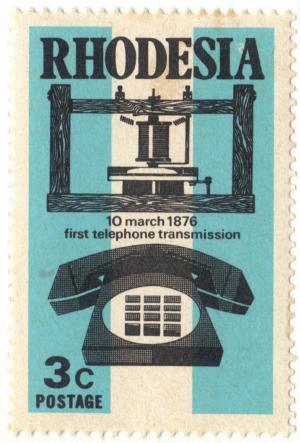 RHODESIA
10 march 1876
first telephone transmission
3c
POSTAGE